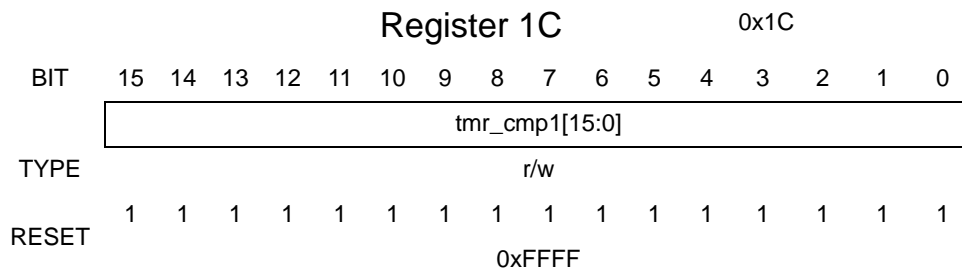 Register 1C 0x1C
BIT 15 14 13 12 11 10 9 8 7 6 5 4 3 2 1 0
tmr_cmp1[15:0]
TYPE r/w
RESET 1 1 1 1 1 1 1 1 1 1 1 1 1 1 1 1
0xFFFF